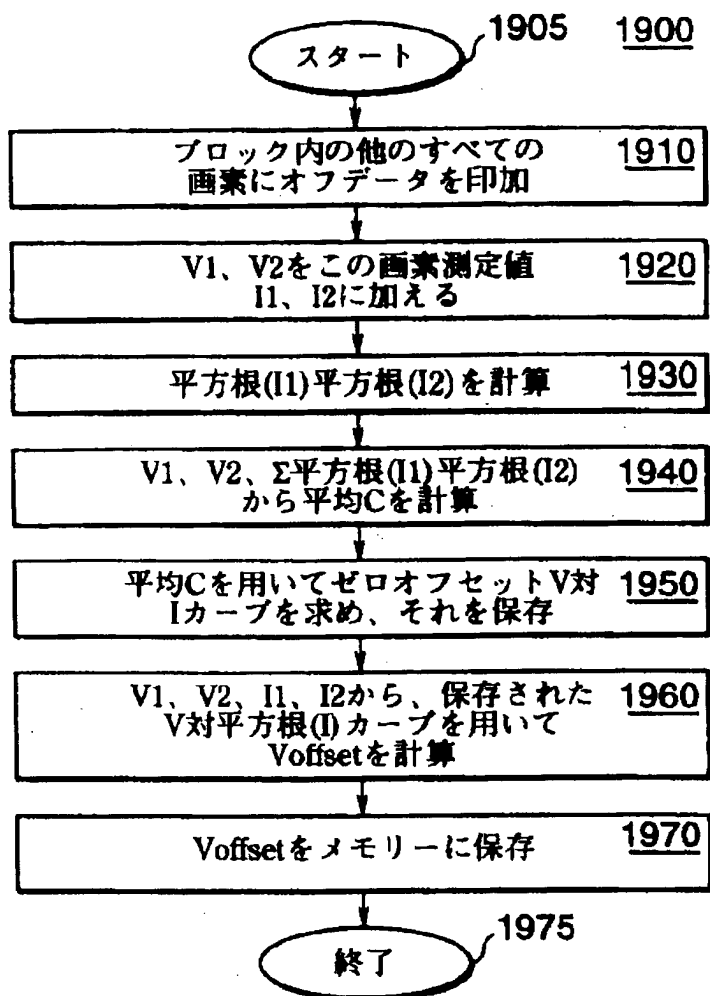 スタート
1905
1900
ブロック内の他のすべての
画素にオフデータを印加
1910
V1、V2をこの画素測定値
I1、I2に加える
1920
平方根(I1)平方根(I2)を計算
1930
V1、V2、Σ平方根(I1)平方根(I2)
から平均Cを計算
1940
平均Cを用いてゼロオフセットV対
Iカーブを求め、それを保存
1950
V1、V2、I1、I2から、保存された
V対平方根(I)カーブを用いて
Voffsetを計算
1960
Voffsetをメモリーに保存
1970
終了
1975